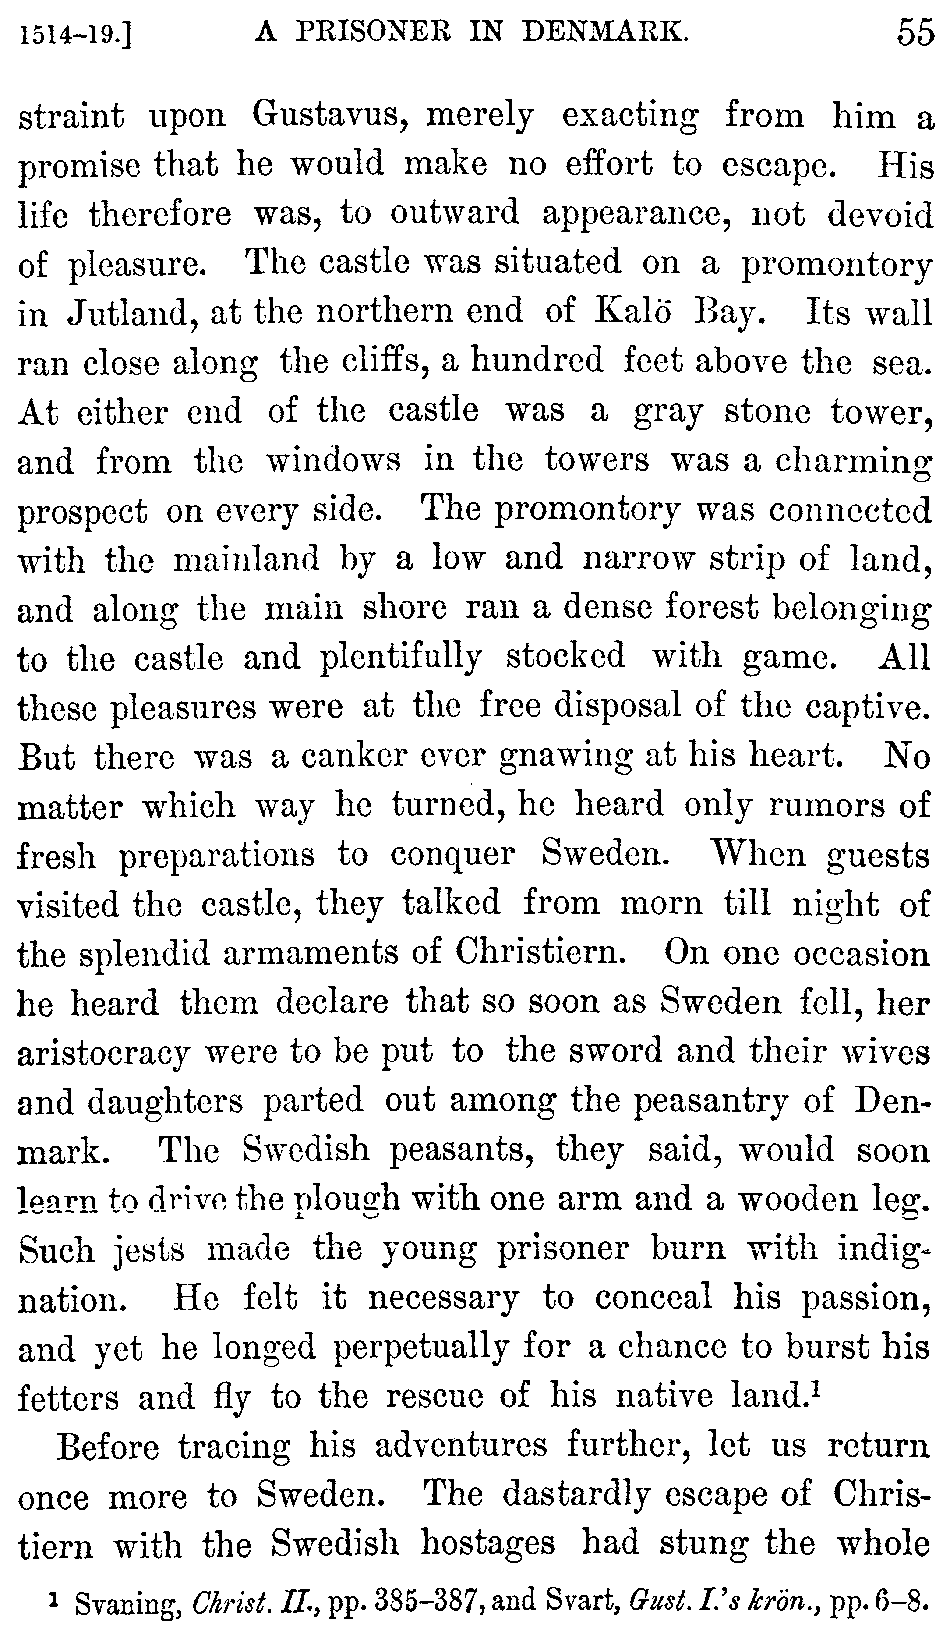 1514–19.] A PRISONER IN DENMARK. 55
straint upon Gustavus, merely exacting from him a
promise that he would make no effort to escape. His
life therefore was, to outward appearance, not devoid
of pleasure. The castle was situated on a promontory
in Jutland, at the northern end of Kalö Bay. Its wall
ran close along the cliffs, a hundred feet above the sea.
At either end of the castle was a gray stone tower,
and from the windows in the towers was a charming
prospect on every side. The promontory was connected
with the mainland by a low and narrow strip of land,
and along the main shore ran a dense forest belonging
to the castle and plentifully stocked with game. All
these pleasures were at the free disposal of the captive.
But there was a canker ever gnawing at his heart. No
matter which way he turned, he heard only rumors of
fresh preparations to conquer Sweden. When guests
visited the castle, they talked from morn till night of
the splendid armaments of Christiern. On one occasion
he heard them declare that so soon as Sweden fell, her
aristocracy were to be put to the sword and their wives
and daughters parted out among the peasantry of Den-
mark. The Swedish peasants, they said, would soon
learn to drive the plough with one arm and a wooden leg.
Such jests made the young prisoner burn with indig-
nation. He felt it necessary to conceal his passion,
and yet he longed perpetually for a chance to burst his
fetters and fly to the rescue of his native land.¹
Before tracing his adventures further, let us return
once more to Sweden. The dastardly escape of Chris-
tiern with the Swedish hostages had stung the whole
¹ Svaning, Christ. II., pp. 385–387, and Svart, Gust. I.'s krön., pp. 6–8.